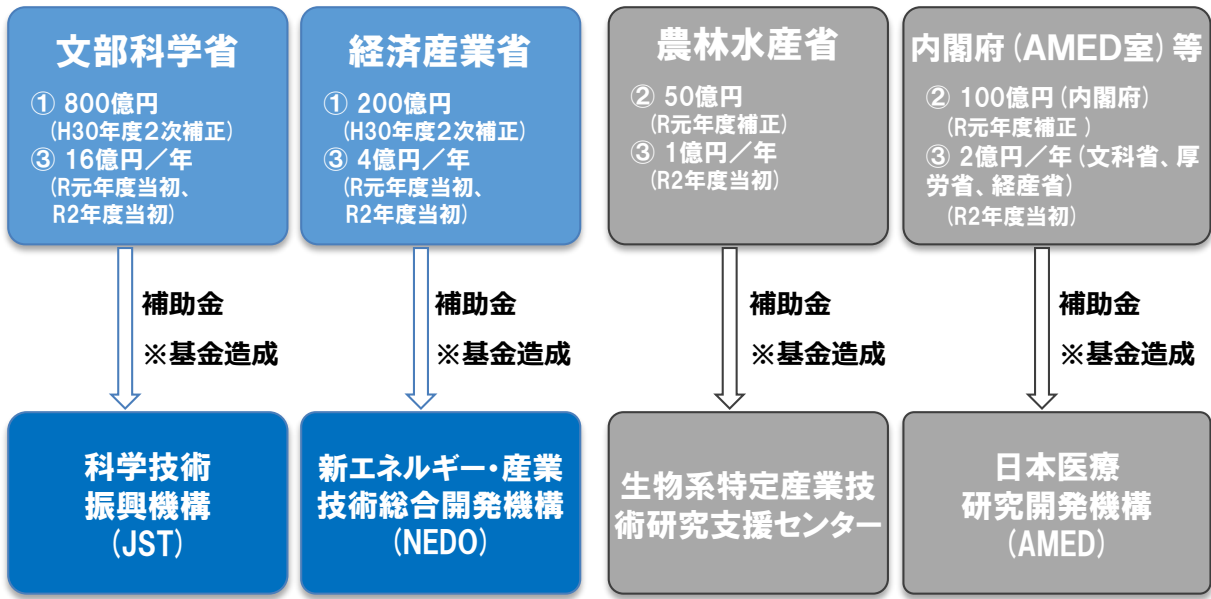 文部科学省
① 800億円
(H30年度２次補正)
③ 16億円／年
(R元年度当初、
R2年度当初)
経済産業省
① 200億円
(H30年度２次補正)
③ 4億円／年
(R元年度当初、
R2年度当初)
農林水産省
② 50億円
(R元年度補正)
③ 1億円／年
(R2年度当初)
内閣府(AMED室)等
② 100億円(内閣府)
(R元年度補正 )
③ 2億円／年(文科省、厚
労省、経産省)
(R2年度当初)
補助金
※基金造成
補助金
※基金造成
補助金
※基金造成
補助金
※基金造成
科学技術
振興機構
(JST)
新エネルギー・産業
技術総合開発機構
(NEDO)
生物系特定産業技
術研究支援センター
日本医療
研究開発機構
(AMED)